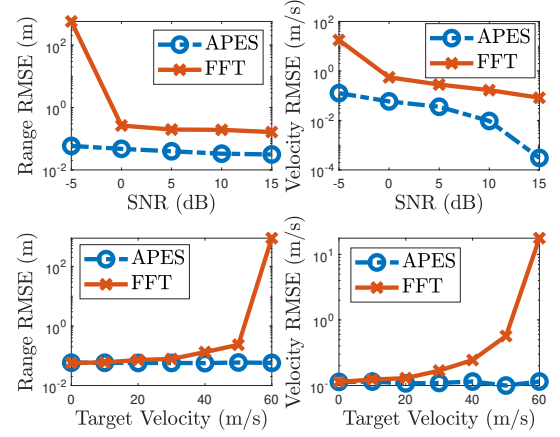 Range RMSE (m)
10^2
10^0
10^-2
APES
FFT
-5 0 5 10 15
SNR (dB)
Velocity RMSE (m/s)
10^2
10^0
10^-2
10^-4
APES
FFT
-5 0 5 10 15
SNR (dB)
Range RMSE (m)
10^2
10^0
10^-2
APES
FFT
0 20 40 60
Target Velocity (m/s)
Velocity RMSE (m/s)
10^1
10^0
10^-1
APES
FFT
0 20 40 60
Target Velocity (m/s)